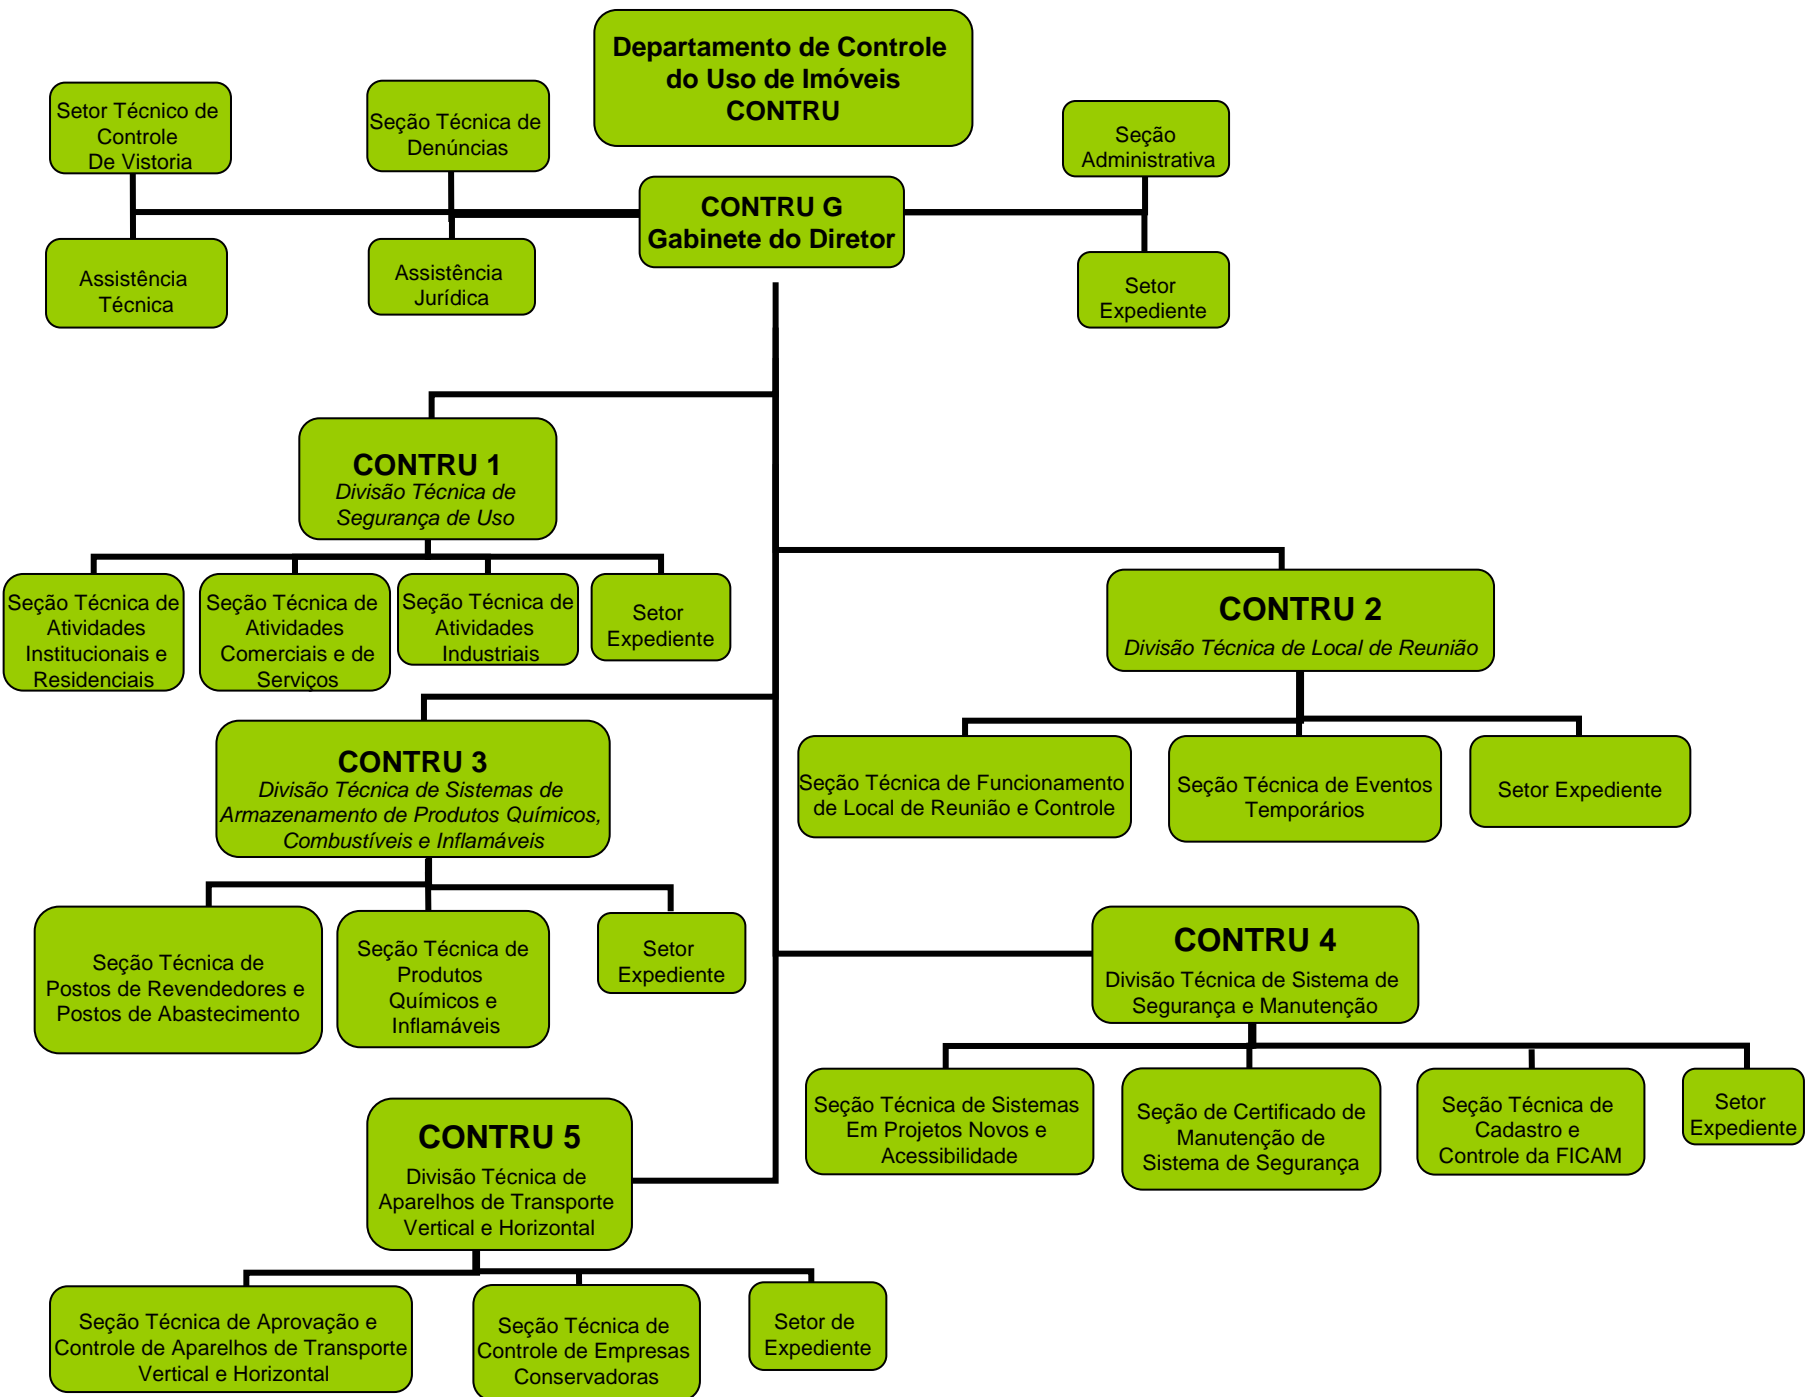 Departamento de Controle
do Uso de Imóveis
CONTRU
Setor Técnico de
Controle
De Vistoria
Seção Técnica de
Denúncias
Seção
Administrativa
CONTRU G
Gabinete do Diretor
Assistência
Técnica
Assistência
Jurídica
Setor
Expediente
CONTRU 1
Divisão Técnica de
Segurança de Uso
Seção Técnica de
Atividades
Institucionais e
Residenciais
Seção Técnica de
Atividades
Comerciais e de
Serviços
Seção Técnica de
Atividades
Industriais
Setor
Expediente
CONTRU 2
Divisão Técnica de Local de Reunião
Seção Técnica de Funcionamento
de Local de Reunião e Controle
Seção Técnica de Eventos
Temporários
Setor Expediente
CONTRU 3
Divisão Técnica de Sistemas de
Armazenamento de Produtos Químicos,
Combustíveis e Inflamáveis
Seção Técnica de
Postos de Revendedores e
Postos de Abastecimento
Seção Técnica de
Produtos
Químicos e
Inflamáveis
Setor
Expediente
CONTRU 4
Divisão Técnica de Sistema de
Segurança e Manutenção
Seção Técnica de Sistemas
Em Projetos Novos e
Acessibilidade
Seção de Certificado de
Manutenção de
Sistema de Segurança
Seção Técnica de
Cadastro e
Controle da FICAM
Setor
Expediente
CONTRU 5
Divisão Técnica de
Aparelhos de Transporte
Vertical e Horizontal
Seção Técnica de Aprovação e
Controle de Aparelhos de Transporte
Vertical e Horizontal
Seção Técnica de
Controle de Empresas
Conservadoras
Setor de
Expediente